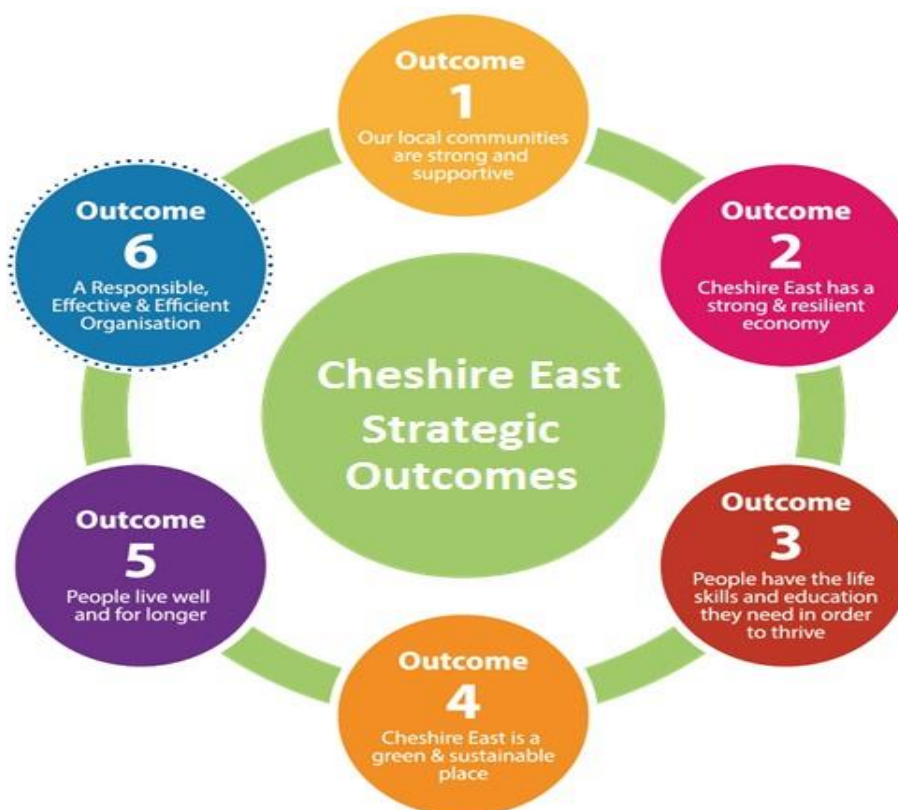 Outcome
1
Our local communities
are strong and
supportive
Outcome
2
Cheshire East has a
strong & resilient
economy
Outcome
3
People have the life
skills and education
they need in order
to thrive
Outcome
4
Cheshire East is a
green & sustainable
place
Outcome
5
People live well
and for longer
Outcome
6
A Responsible,
Effective & Efficient
Organisation
Cheshire East
Strategic
Outcomes